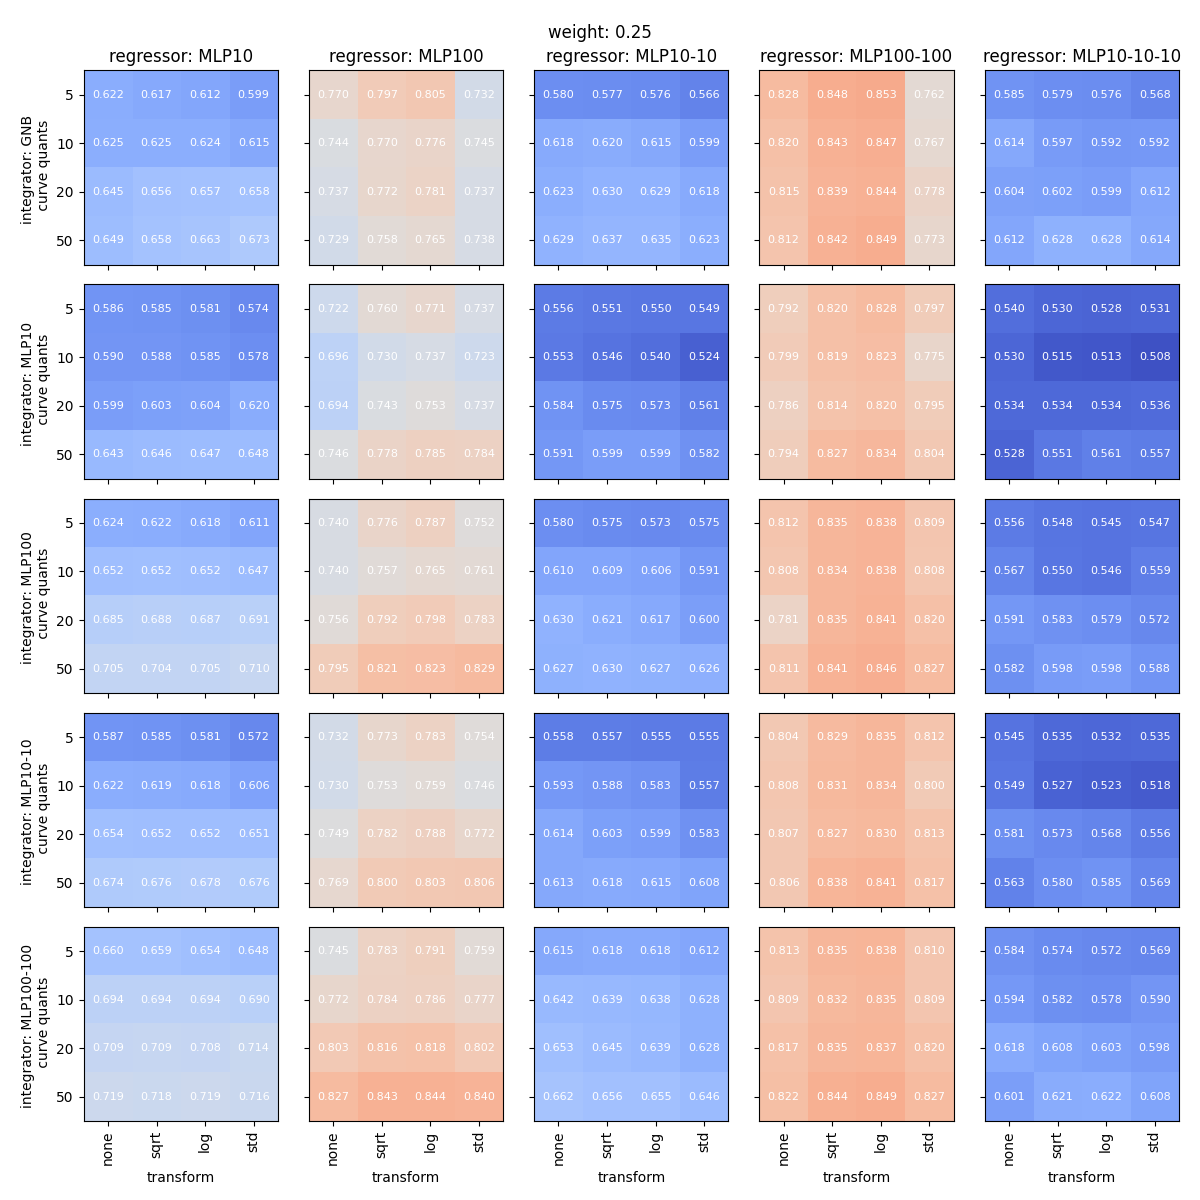 weight: 0.25
regressor: MLP10 regressor: MLP100 regressor: MLP10-10 regressor: MLP100-100 regressor: MLP10-10-10
integrator: GNB
curve quants
5 0.622 0.617 0.612 0.599 0.770 0.797 0.805 0.732 0.580 0.577 0.576 0.566 0.828 0.848 0.853 0.762 0.585 0.579 0.576 0.568
10 0.625 0.625 0.624 0.615 0.744 0.770 0.776 0.745 0.618 0.620 0.615 0.599 0.820 0.843 0.847 0.767 0.614 0.597 0.592 0.592
20 0.645 0.656 0.657 0.658 0.737 0.772 0.781 0.737 0.623 0.630 0.629 0.618 0.815 0.839 0.844 0.778 0.604 0.602 0.599 0.612
50 0.649 0.658 0.663 0.673 0.729 0.758 0.765 0.738 0.629 0.637 0.635 0.623 0.812 0.842 0.849 0.773 0.612 0.628 0.628 0.614
integrator: MLP10
curve quants
5 0.586 0.585 0.581 0.574 0.722 0.760 0.771 0.737 0.556 0.551 0.550 0.549 0.792 0.820 0.828 0.797 0.540 0.530 0.528 0.531
10 0.590 0.588 0.585 0.578 0.696 0.730 0.737 0.723 0.553 0.546 0.540 0.524 0.799 0.819 0.823 0.775 0.530 0.515 0.513 0.508
20 0.599 0.603 0.604 0.620 0.694 0.743 0.753 0.737 0.584 0.575 0.573 0.561 0.786 0.814 0.820 0.795 0.534 0.534 0.534 0.536
50 0.643 0.646 0.647 0.648 0.746 0.778 0.785 0.784 0.591 0.599 0.599 0.582 0.794 0.827 0.834 0.804 0.528 0.551 0.561 0.557
integrator: MLP100
curve quants
5 0.624 0.622 0.618 0.611 0.740 0.776 0.787 0.752 0.580 0.575 0.573 0.575 0.812 0.835 0.838 0.809 0.556 0.548 0.545 0.547
10 0.652 0.652 0.652 0.647 0.740 0.757 0.765 0.761 0.610 0.609 0.606 0.591 0.808 0.834 0.838 0.808 0.567 0.550 0.546 0.559
20 0.685 0.688 0.687 0.691 0.756 0.792 0.798 0.783 0.630 0.621 0.617 0.600 0.781 0.835 0.841 0.820 0.591 0.583 0.579 0.572
50 0.705 0.704 0.705 0.710 0.795 0.821 0.823 0.829 0.627 0.630 0.627 0.626 0.811 0.841 0.846 0.827 0.582 0.598 0.598 0.588
integrator: MLP10-10
curve quants
5 0.587 0.585 0.581 0.572 0.732 0.773 0.783 0.754 0.558 0.557 0.555 0.555 0.804 0.829 0.835 0.812 0.545 0.535 0.532 0.535
10 0.622 0.619 0.618 0.606 0.730 0.753 0.759 0.746 0.593 0.588 0.583 0.557 0.808 0.831 0.834 0.800 0.549 0.527 0.523 0.518
20 0.654 0.652 0.652 0.651 0.749 0.782 0.788 0.772 0.614 0.603 0.599 0.583 0.807 0.827 0.830 0.813 0.581 0.573 0.568 0.556
50 0.674 0.676 0.678 0.676 0.769 0.800 0.803 0.806 0.613 0.618 0.615 0.608 0.806 0.838 0.841 0.817 0.563 0.580 0.585 0.569
integrator: MLP100-100
curve quants
5 0.660 0.659 0.654 0.648 0.745 0.783 0.791 0.759 0.615 0.618 0.618 0.612 0.813 0.835 0.838 0.810 0.584 0.574 0.572 0.569
10 0.694 0.694 0.694 0.690 0.772 0.784 0.786 0.777 0.642 0.639 0.638 0.628 0.809 0.832 0.835 0.809 0.594 0.582 0.578 0.590
20 0.709 0.709 0.708 0.714 0.803 0.816 0.818 0.802 0.653 0.645 0.639 0.628 0.817 0.835 0.837 0.820 0.618 0.608 0.603 0.598
50 0.719 0.718 0.719 0.716 0.827 0.843 0.844 0.840 0.662 0.656 0.655 0.646 0.822 0.844 0.849 0.827 0.601 0.621 0.622 0.608
none sqrt log std none sqrt log std none sqrt log std none sqrt log std none sqrt log std
transform transform transform transform transform